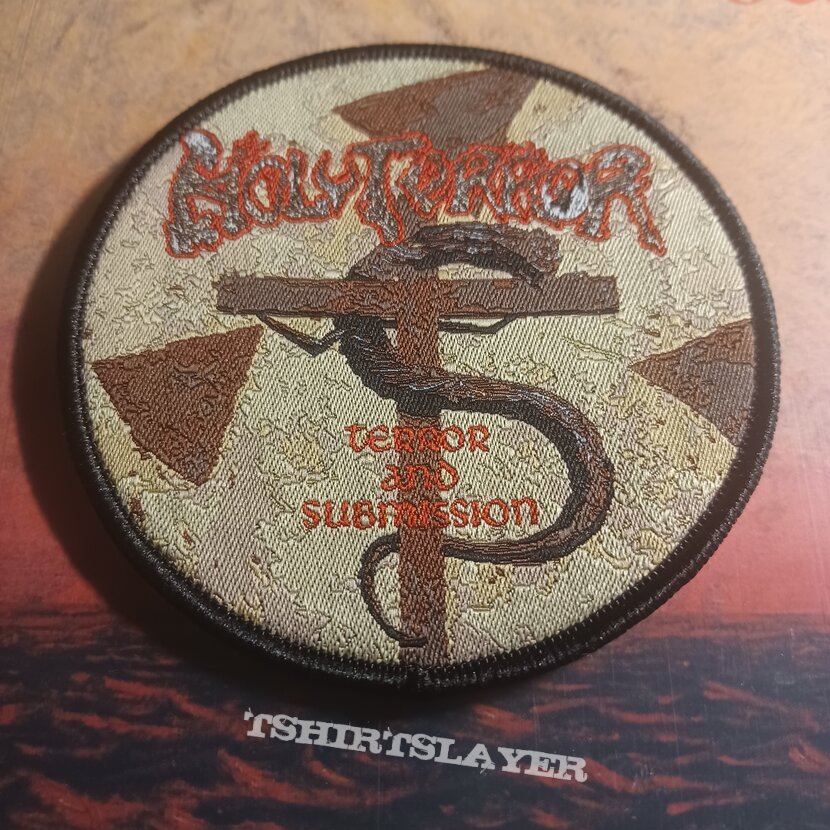 HOLY TERROR
TERROR
AND
SUBMISSION
TSHIRTSLAYER